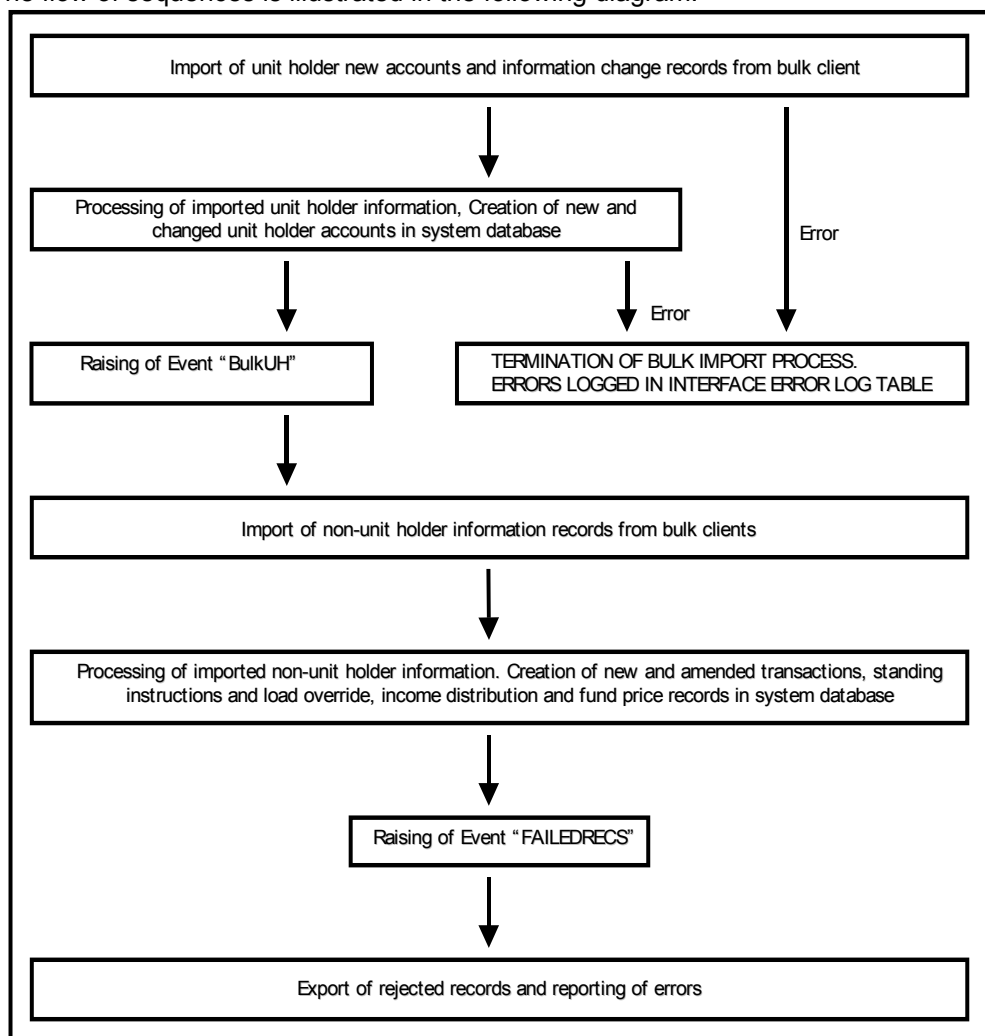 he flow of sequences is illustrated in the following diagram.
Import of unit holder new accounts and information change records from bulk client
Processing of imported unit holder information, Creation of new and
changed unit holder accounts in system database
Error
Error
Raising of Event “BulkUH”
TERMINATION OF BULK IMPORT PROCESS.
ERRORS LOGGED IN INTERFACE ERROR LOG TABLE
Import of non-unit holder information records from bulk clients
Processing of imported non-unit holder information. Creation of new and amended transactions, standing
instructions and load override, income distribution and fund price records in system database
Raising of Event “FAILEDRECS”
Export of rejected records and reporting of errors